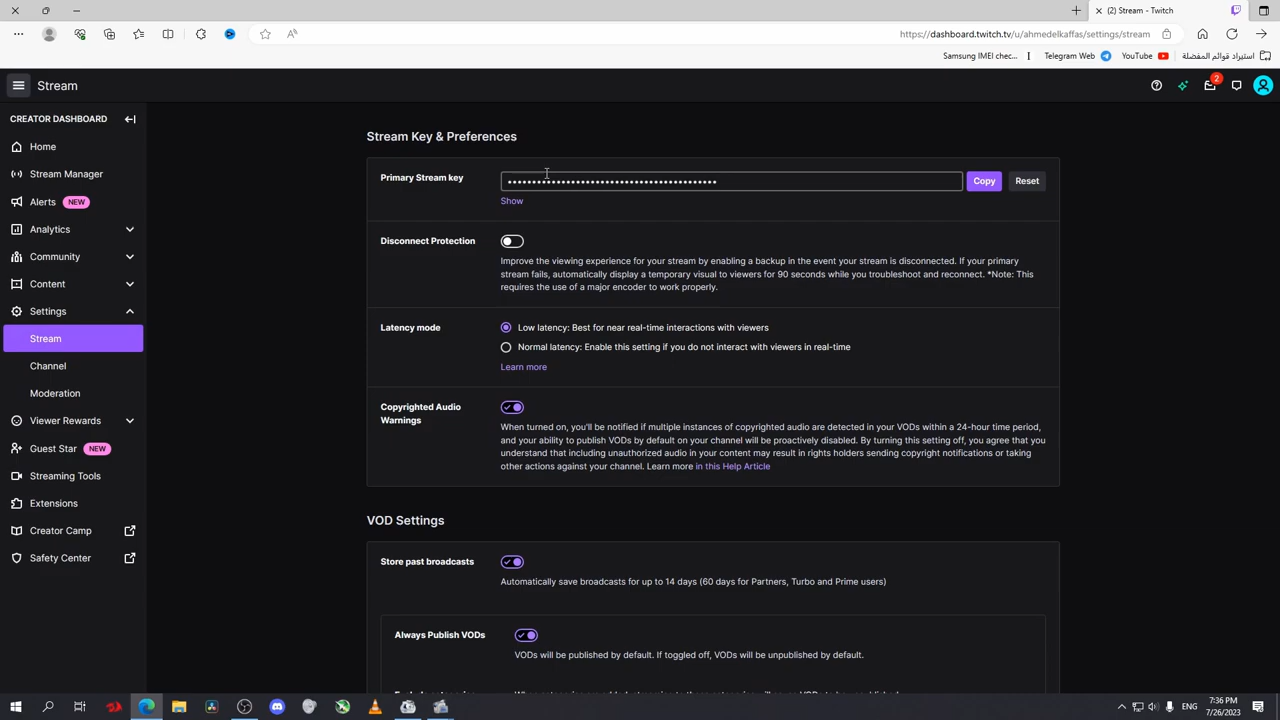 (2) Stream - Twitch
https://dashboard.twitch.tv/u/ahmedelkaffas/settings/stream
Samsung IMEI chec...
Telegram Web
YouTube
استيراد قوائم المفضلة
Stream
2
CREATOR DASHBOARD
Home
Stream Manager
Alerts NEW
Analytics
Community
Content
Settings
Stream
Channel
Moderation
Viewer Rewards
Guest Star NEW
Streaming Tools
Extensions
Creator Camp
Safety Center
Stream Key & Preferences
Primary Stream key
Copy
Reset
Show
Disconnect Protection
Improve the viewing experience for your stream by enabling a backup in the event your stream is disconnected. If your primary
stream fails, automatically display a temporary visual to viewers for 90 seconds while you troubleshoot and reconnect. *Note: This
requires the use of a major encoder to work properly.
Latency mode
Low latency: Best for near real-time interactions with viewers
Normal latency: Enable this setting if you do not interact with viewers in real-time
Learn more
Copyrighted Audio
Warnings
When turned on, you'll be notified if multiple instances of copyrighted audio are detected in your VODs within a 24-hour time period,
and your ability to publish VODs by default on your channel will be proactively disabled. By turning this setting off, you agree that you
understand that including unauthorized audio in your content may result in rights holders sending copyright notifications or taking
other actions against your channel. Learn more in this Help Article
VOD Settings
Store past broadcasts
Automatically save broadcasts for up to 14 days (60 days for Partners, Turbo and Prime users)
Always Publish VODs
VODs will be published by default. If toggled off, VODs will be unpublished by default.
ENG
7:36 PM
7/26/2023